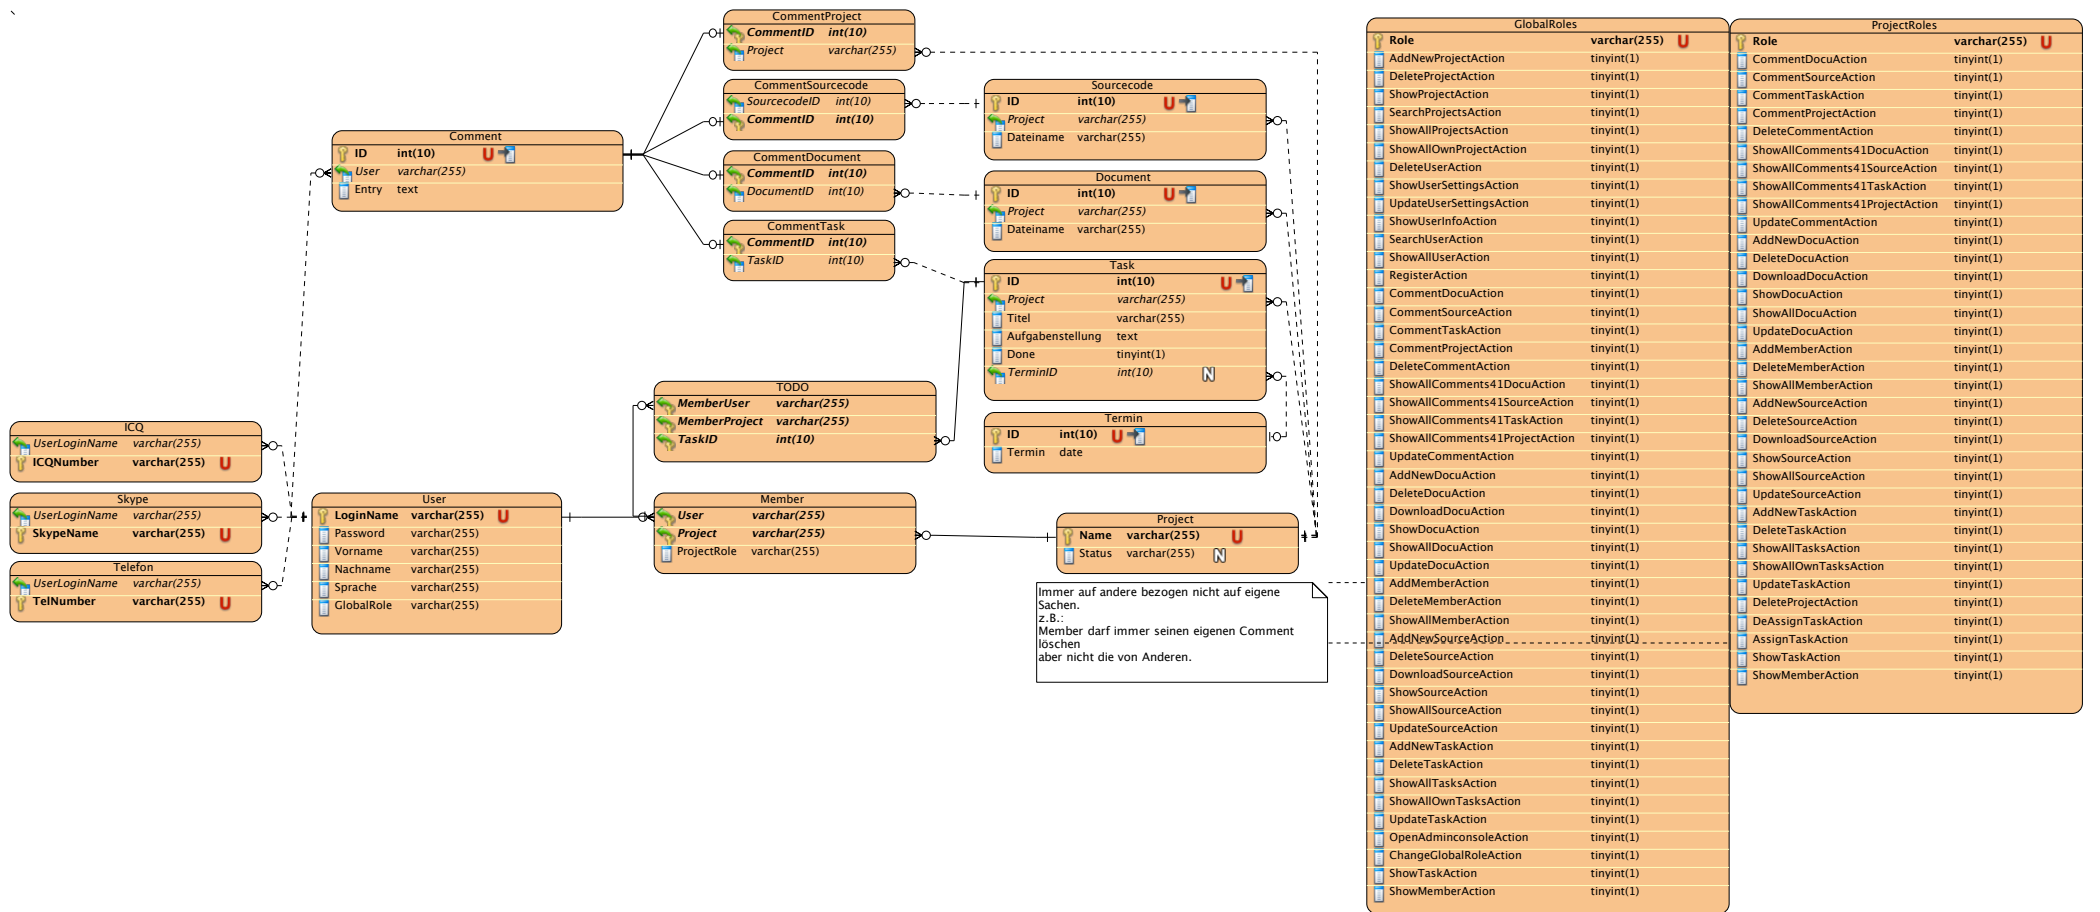 CommentProject
CommentID int(10)
Project varchar(255)
CommentSourcecode
SourcecodeID int(10)
CommentID int(10)
CommentDocument
CommentID int(10)
DocumentID int(10)
CommentTask
CommentID int(10)
TaskID int(10)
Comment
ID int(10) U
User varchar(255)
Entry text
Sourcecode
ID int(10) U
Project varchar(255)
Dateiname varchar(255)
Document
ID int(10) U
Project varchar(255)
Dateiname varchar(255)
Task
ID int(10) U
Project varchar(255)
Titel varchar(255)
Aufgabenstellung text
Done tinyint(1)
TerminID int(10) N
Termin
ID int(10) U
Termin date
TODO
MemberUser varchar(255)
MemberProject varchar(255)
TaskID int(10)
ICQ
UserLoginName varchar(255)
ICQNumber varchar(255) U
Skype
UserLoginName varchar(255)
SkypeName varchar(255) U
Telefon
UserLoginName varchar(255)
TelNumber varchar(255) U
User
LoginName varchar(255) U
Password varchar(255)
Vorname varchar(255)
Nachname varchar(255)
Sprache varchar(255)
GlobalRole varchar(255)
Member
User varchar(255)
Project varchar(255)
ProjectRole varchar(255)
Project
Name varchar(255) U
Status varchar(255) N
Immer auf andere bezogen nicht auf eigene
Sachen.
z.B.:
Member darf immer seinen eigenen Comment
löschen
aber nicht die von Anderen.
GlobalRoles
Role varchar(255) U
AddNewProjectAction tinyint(1)
DeleteProjectAction tinyint(1)
ShowProjectAction tinyint(1)
SearchProjectsAction tinyint(1)
ShowAllProjectsAction tinyint(1)
ShowAllOwnProjectAction tinyint(1)
DeleteUserAction tinyint(1)
ShowUserSettingsAction tinyint(1)
UpdateUserSettingsAction tinyint(1)
ShowUserInfoAction tinyint(1)
SearchUserAction tinyint(1)
ShowAllUserAction tinyint(1)
RegisterAction tinyint(1)
CommentDocuAction tinyint(1)
CommentSourceAction tinyint(1)
CommentTaskAction tinyint(1)
CommentProjectAction tinyint(1)
DeleteCommentAction tinyint(1)
ShowAllComments41DocuAction tinyint(1)
ShowAllComments41SourceAction tinyint(1)
ShowAllComments41TaskAction tinyint(1)
ShowAllComments41ProjectAction tinyint(1)
UpdateCommentAction tinyint(1)
AddNewDocuAction tinyint(1)
DeleteDocuAction tinyint(1)
DownloadDocuAction tinyint(1)
ShowDocuAction tinyint(1)
ShowAllDocuAction tinyint(1)
UpdateDocuAction tinyint(1)
AddMemberAction tinyint(1)
DeleteMemberAction tinyint(1)
ShowAllMemberAction tinyint(1)
AddNewSourceAction tinyint(1)
DeleteSourceAction tinyint(1)
DownloadSourceAction tinyint(1)
ShowSourceAction tinyint(1)
ShowAllSourceAction tinyint(1)
UpdateSourceAction tinyint(1)
AddNewTaskAction tinyint(1)
DeleteTaskAction tinyint(1)
ShowAllTasksAction tinyint(1)
ShowAllOwnTasksAction tinyint(1)
UpdateTaskAction tinyint(1)
OpenAdminconsoleAction tinyint(1)
ChangeGlobalRoleAction tinyint(1)
ShowTaskAction tinyint(1)
ShowMemberAction tinyint(1)
ProjectRoles
Role varchar(255) U
CommentDocuAction tinyint(1)
CommentSourceAction tinyint(1)
CommentTaskAction tinyint(1)
CommentProjectAction tinyint(1)
DeleteCommentAction tinyint(1)
ShowAllComments41DocuAction tinyint(1)
ShowAllComments41SourceAction tinyint(1)
ShowAllComments41TaskAction tinyint(1)
ShowAllComments41ProjectAction tinyint(1)
UpdateCommentAction tinyint(1)
AddNewDocuAction tinyint(1)
DeleteDocuAction tinyint(1)
DownloadDocuAction tinyint(1)
ShowDocuAction tinyint(1)
ShowAllDocuAction tinyint(1)
UpdateDocuAction tinyint(1)
AddMemberAction tinyint(1)
DeleteMemberAction tinyint(1)
ShowAllMemberAction tinyint(1)
AddNewSourceAction tinyint(1)
DeleteSourceAction tinyint(1)
DownloadSourceAction tinyint(1)
ShowSourceAction tinyint(1)
ShowAllSourceAction tinyint(1)
UpdateSourceAction tinyint(1)
AddNewTaskAction tinyint(1)
DeleteTaskAction tinyint(1)
ShowAllTasksAction tinyint(1)
ShowAllOwnTasksAction tinyint(1)
UpdateTaskAction tinyint(1)
DeleteProjectAction tinyint(1)
DeAssignTaskAction tinyint(1)
AssignTaskAction tinyint(1)
ShowTaskAction tinyint(1)
ShowMemberAction tinyint(1)